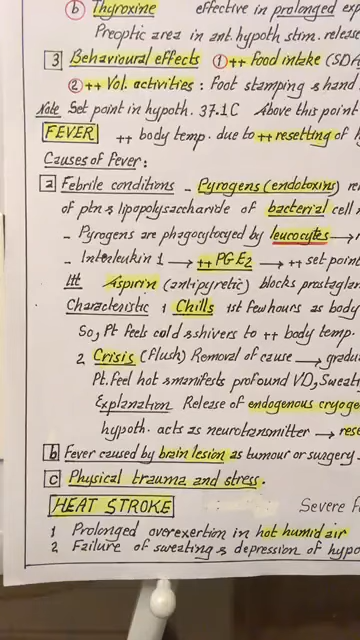 b Thyroxine effective in prolonged exp
Preoptic area in ant. hypoth stim. release
3 Behavioural effects 1 ++ food intake (SDA
2 ++ Vol. activities : Foot stamping & hand
Note Set point in hypoth. 37.1C Above this point
FEVER ++ body temp. due to ++ resetting of
Causes of Fever:
a Febrile conditions - Pyrogens (endotoxins) re
of ptn & lipopolysaccharide of bacterial cell
- Pyrogens are phagocytoyed by leucocytes →
- Interleukin 1 → ++ PGE2 → ++ set point
ttt Aspirin (antipyretic) blocks prostaglan
Characteristic 1 Chills 1st few hours as body
So, Pt feels cold & shivers to ++ body temp.
2 Crisis (flush) Removal of cause → gradu
Pt. feel hot & manifests profound VD, Sweat
Explanation Release of endogenous cryoge
hypoth. acts as neurotransmitter → rese
b Fever caused by brain lesion as tumour or surgery
c Physical trauma and stress.
HEAT STROKE Severe F
1 Prolonged overexertion in hot humid air
2 Failure of sweating & depression of hypo